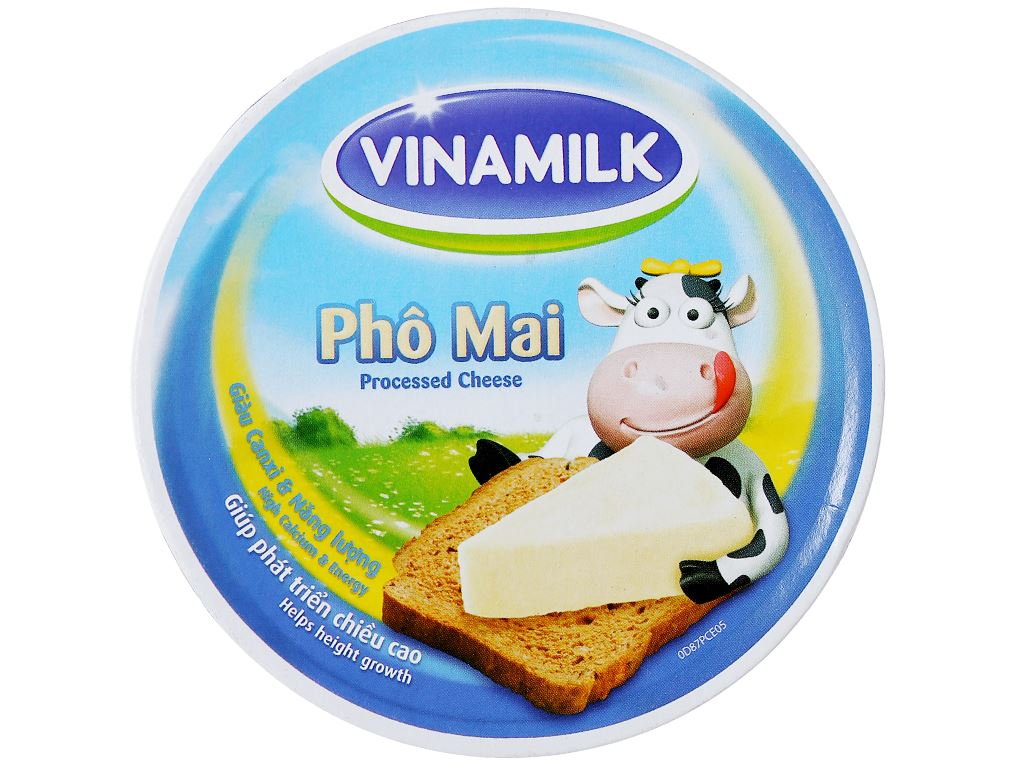 VINAMILK
Phô Mai
Processed Cheese
Giàu Canxi & Năng lượng
High Calcium & Energy
Giúp phát triển chiều cao
Helps height growth
0D87PCE05